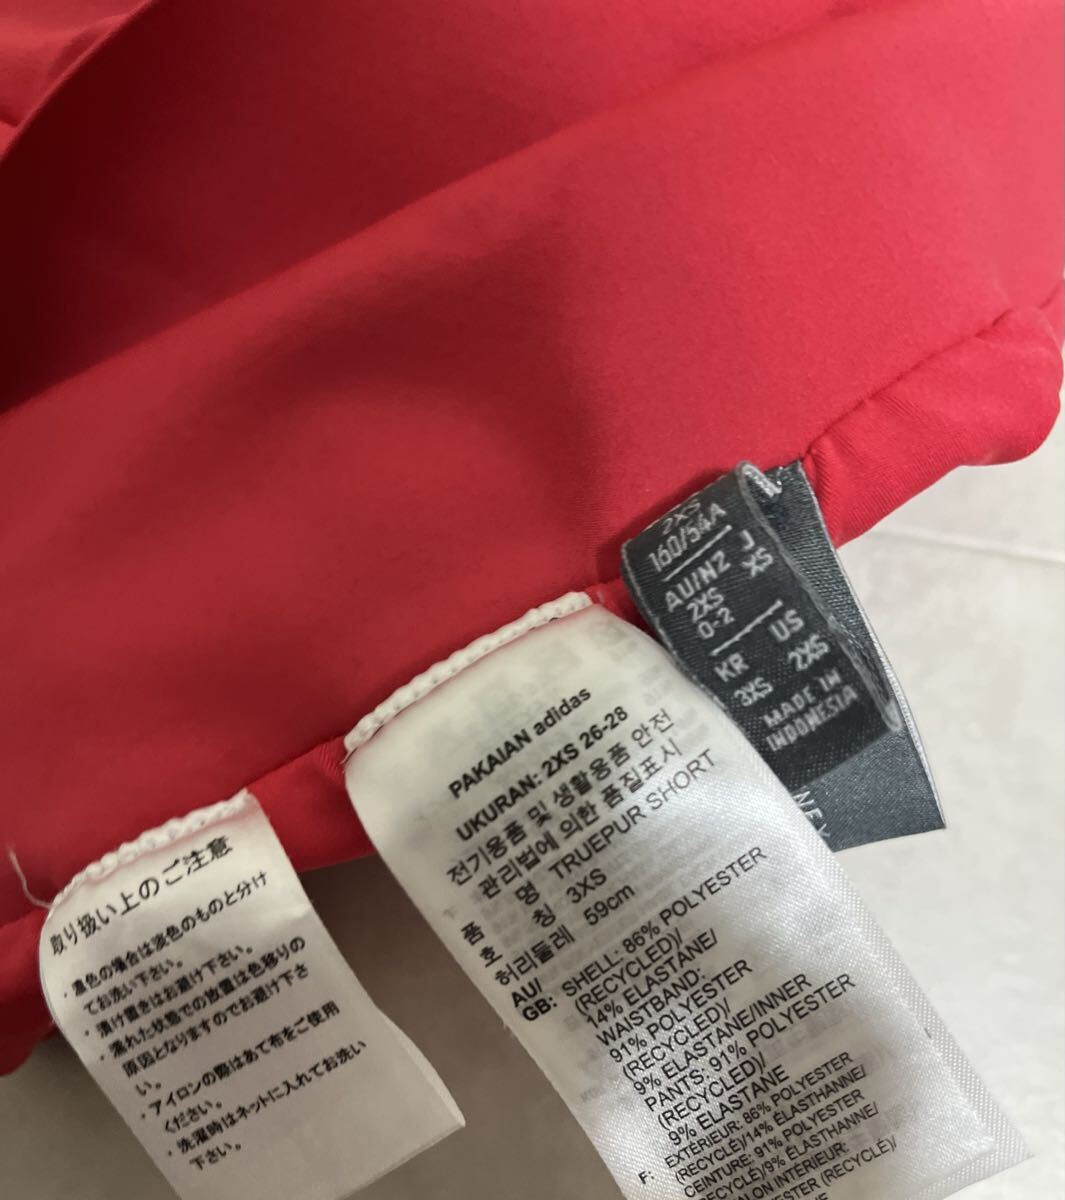 取り扱い上のご注意
・濃色の場合は淡色のものと分け
てお洗い下さい。
・漬け置きはお避け下さい。
・濡れた状態での放置は色移りの
原因となりますのでお避け下さ
い。
・アイロンの際はあて布をご使用
ください。
・洗濯時はネットに入れてお洗い
下さい。
PAKAIAN adidas
UKURAN: 2XS 26-28
전기용품 및 생활용품 안전
관리법에 의한 품질표시
품 명 TRUEPUR SHORT
호 칭 3XS
허리둘레 59cm
AU/
GB: SHELL: 86% POLYESTER
(RECYCLED)/
14% ELASTANE/
WAISTBAND:
91% POLYESTER
(RECYCLED)/
9% ELASTANE/INNER
PANTS: 91% POLYESTER
(RECYCLED)/
9% ELASTANE
F: EXTÉRIEUR: 86% POLYESTER
(RECYCLÉ)/14% ÉLASTHANNE/
CEINTURE: 91% POLYESTER
(RECYCLÉ)/9% ÉLASTHANNE/
INTÉRIEUR:
(RECYCLÉ)/
2XS
160/54A
J
XS
AU/NZ
2XS
0-2
US
2XS
KR
3XS
MADE IN
INDONESIA